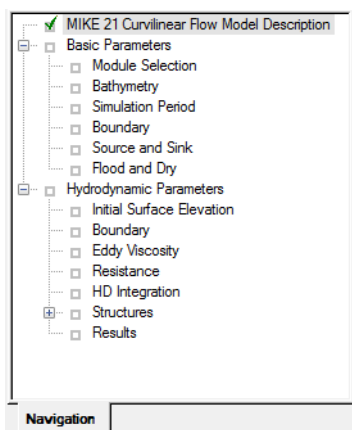 MIKE 21 Curvilinear Flow Model Description
Basic Parameters
Module Selection
Bathymetry
Simulation Period
Boundary
Source and Sink
Flood and Dry
Hydrodynamic Parameters
Initial Surface Elevation
Boundary
Eddy Viscosity
Resistance
HD Integration
Structures
Results
Navigation